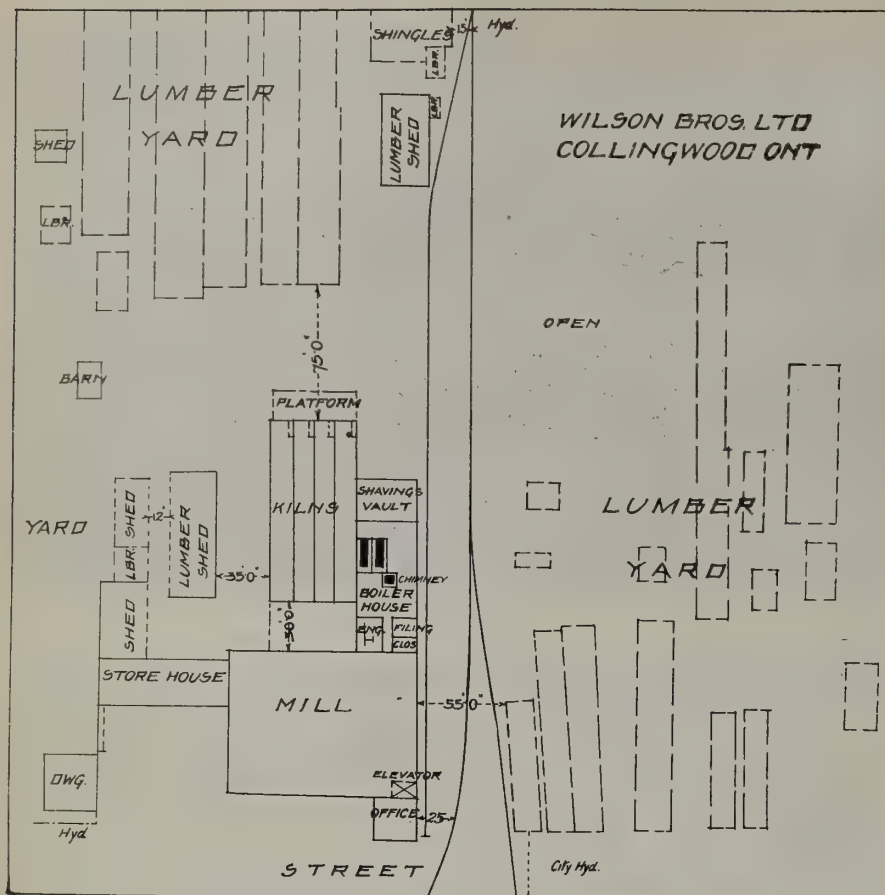 SHINGLES
15'
Hyd.
LBR.
LUMBER
YARD
LUMBER
SHED
LBR.
WILSON BROS. LTD
COLLINGWOOD ONT
SHED
LBR.
75'0"
OPEN
BARN
PLATFORM
KILNS
SHAVINGS
VAULT
YARD
SHED
12'
LBR.
LUMBER
SHED
35'0"
CHIMNEY
BOILER
HOUSE
30'0"
ENG.
FILING
CLOS
SHED
STORE HOUSE
MILL
55'0"
LUMBER
YARD
DWG.
ELEVATOR
OFFICE
25
Hyd
STREET
City Hyd.